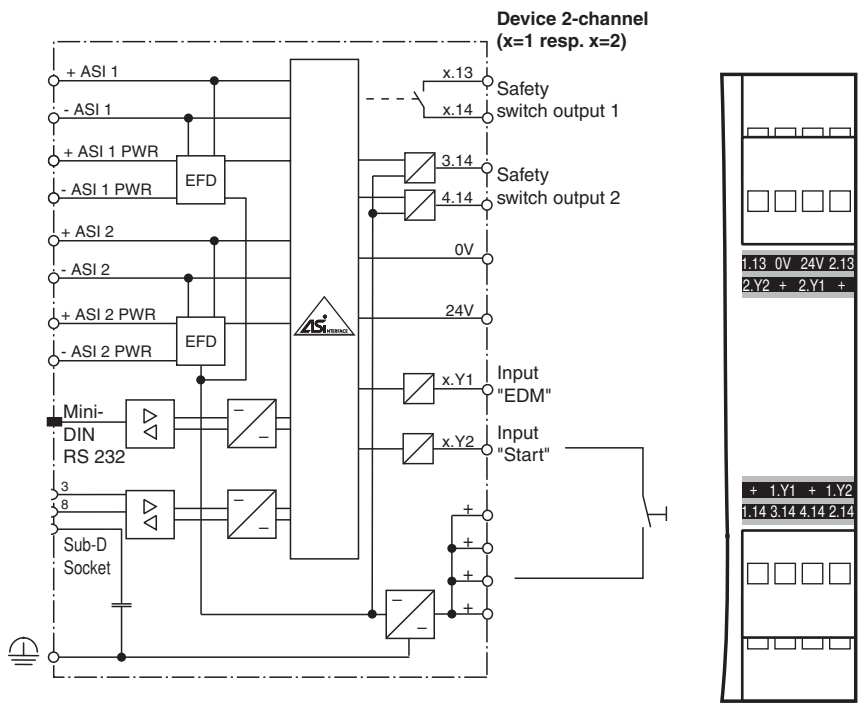 Device 2-channel
(x=1 resp. x=2)
+ ASI 1
- ASI 1
+ ASI 1 PWR
- ASI 1 PWR
EFD
+ ASI 2
- ASI 2
+ ASI 2 PWR
- ASI 2 PWR
EFD
Mini-
DIN
RS 232
3
8
Sub-D
Socket
ASi
INTERFACE
x.13
x.14
Safety
switch output 1
3.14
4.14
Safety
switch output 2
0V
24V
x.Y1
Input
"EDM"
x.Y2
Input
"Start"
+
+
+
+
1.13 0V 24V 2.13
2.Y2 + 2.Y1 +
+ 1.Y1 + 1.Y2
1.14 3.14 4.14 2.14